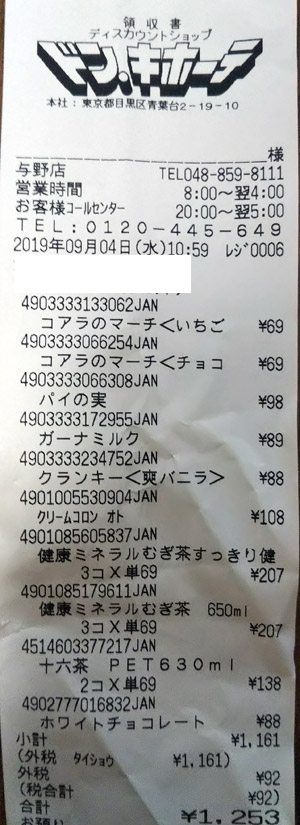 領収書
ディスカウントショップ
ドン.キホーテ
本社：東京都目黒区青葉台2-19-10
様
与野店 TEL048-859-8111
営業時間 8:00～翌4:00
お客様コールセンター 20:00～翌5:00
TEL:0120-445-649
2019年09月04日(水)10:59 レジ0006
4903333133062JAN
コアラのマーチ<いちご ¥69
4903333066254JAN
コアラのマーチ<チョコ ¥69
4903333066308JAN
パイの実 ¥98
4903333172955JAN
ガーナミルク ¥89
4903333234752JAN
クランキー<爽バニラ> ¥88
4901005530904JAN
クリームコロン オト ¥108
4901085605837JAN
健康ミネラルむぎ茶すっきり健
3コX単69 ¥207
4901085179611JAN
健康ミネラルむぎ茶 650ml
3コX単69 ¥207
4514603377217JAN
十六茶 PET630ml
2コX単69 ¥138
4902777016832JAN
ホワイトチョコレート ¥88
小計 ¥1,161
(外税 タイショウ ¥1,161)
外税 ¥92
(税合計 ¥92)
合計 ¥1,253
お預り